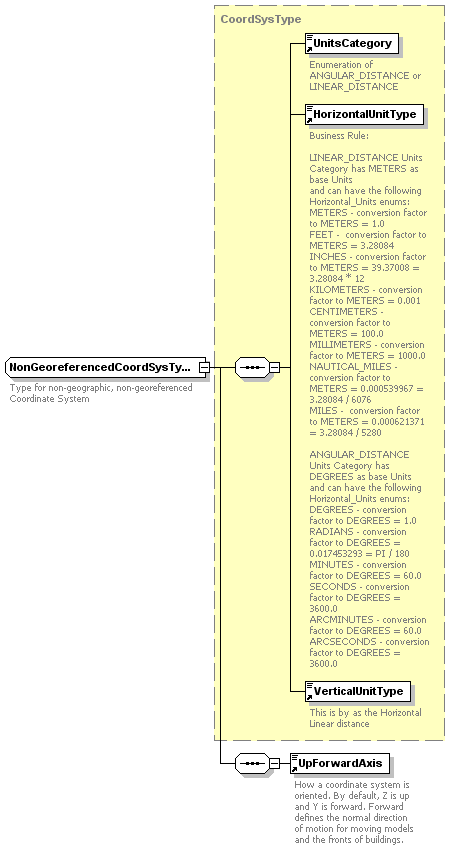 CoordSysType
UnitsCategory
Enumeration of
ANGULAR_DISTANCE or
LINEAR_DISTANCE
HorizontalUnitType
Business Rule:
LINEAR_DISTANCE Units
Category has METERS as
base Units
and can have the following
Horizontal_Units enums:
METERS - conversion factor
to METERS = 1.0
FEET -  conversion factor to
METERS = 3.28084
INCHES - conversion factor
to METERS = 39.37008 =
3.28084 * 12
KILOMETERS - conversion
factor to METERS = 0.001
CENTIMETERS -
conversion factor to
METERS = 100.0
MILLIMETERS - conversion
factor to METERS = 1000.0
NAUTICAL_MILES -
conversion factor to
METERS = 0.000539967 =
3.28084 / 6076
MILES -  conversion factor
to METERS = 0.000621371
= 3.28084 / 5280
ANGULAR_DISTANCE
Units Category has
DEGREES as base Units
and can have the following
Horizontal_Units enums:
DEGREES - conversion
factor to DEGREES = 1.0
RADIANS - conversion
factor to DEGREES =
0.017453293 = PI / 180
MINUTES - conversion
factor to DEGREES = 60.0
SECONDS - conversion
factor to DEGREES =
3600.0
ARCMINUTES - conversion
factor to DEGREES = 60.0
ARCSECONDS - conversion
factor to DEGREES =
3600.0
NonGeoreferencedCoordSysTy...
Type for non-geographic, non-georeferenced
Coordinate System
VerticalUnitType
This is by as the Horizontal
Linear distance
UpForwardAxis
How a coordinate system is
oriented. By default, Z is up
and Y is forward. Forward
defines the normal direction
of motion for moving models
and the fronts of buildings.